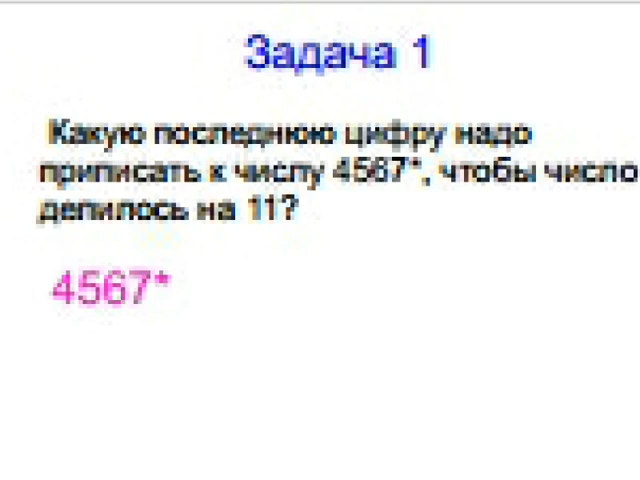 Задача 1
Какую последнюю цифру надо
приписать к числу 4567*, чтобы число
делилось на 11?
4567*